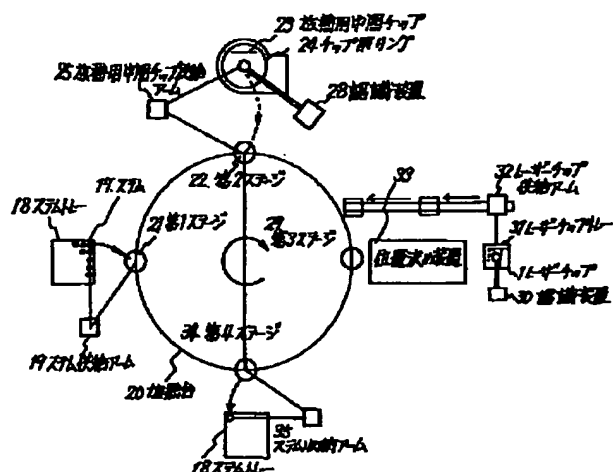 23 放熱用中間チップ
24 チップ用リング
25 放熱用中間チップ供給
アーム
28 認識装置
22 第2ステージ
33
32 レーザーチップ
供給アーム
17 ステム
18 ステムトレー
21 第1ステージ
29
第3ステージ
位置決め装置
31 レーザーチップトレー
1 レーザーチップ
30 認識装置
34 第4ステージ
19 ステム供給アーム
20 放熱台
35
ステム収納アーム
18 ステムトレー